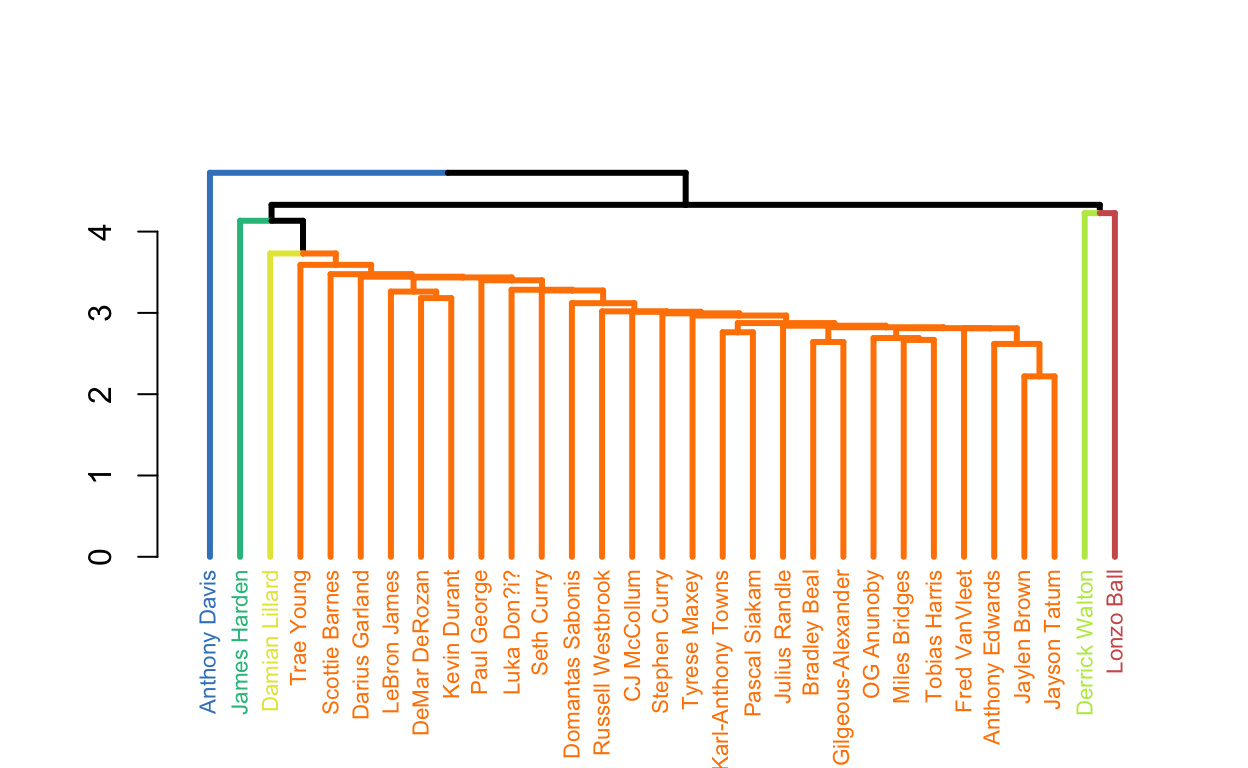 4
3
2
1
0
Anthony Davis
James Harden
Damian Lillard
Trae Young
Scottie Barnes
Darius Garland
LeBron James
DeMar DeRozan
Kevin Durant
Paul George
Luka Don?i?
Seth Curry
Domantas Sabonis
Russell Westbrook
CJ McCollum
Stephen Curry
Tyrese Maxey
Karl-Anthony Towns
Pascal Siakam
Julius Randle
Bradley Beal
Gilgeous-Alexander
OG Anunoby
Miles Bridges
Tobias Harris
Fred VanVleet
Anthony Edwards
Jaylen Brown
Jayson Tatum
Derrick Walton
Lonzo Ball